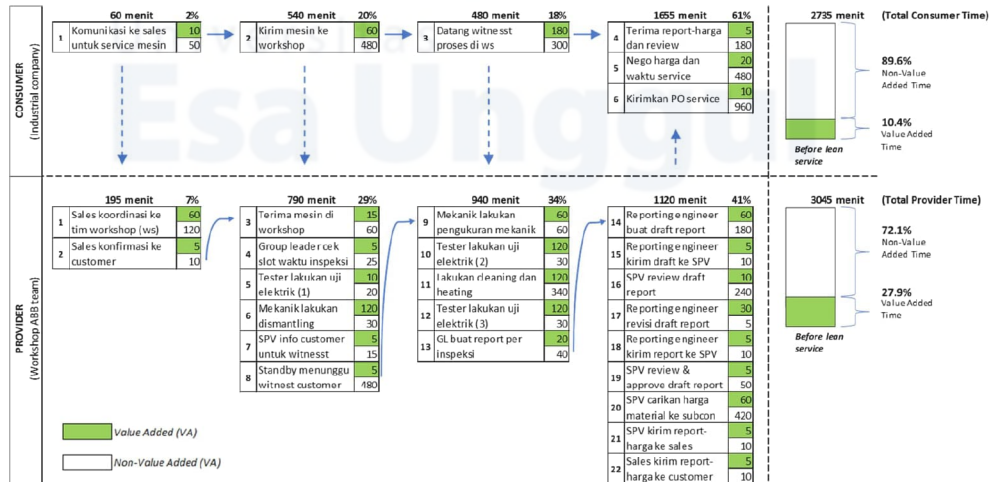 Esa Unggul
CONSUMER
(Industrial company)
60 menit 2%
1 Komunikasi ke sales untuk service mesin 10 50
540 menit 20%
2 Kirim mesin ke workshop 60 480
480 menit 18%
3 Datang witnesst proses di ws 180 300
1655 menit 61%
4 Terima report-harga dan review 5 180
5 Nego harga dan waktu service 20 480
6 Kirimkan PO service 10 960
2735 menit (Total Consumer Time)
89.6%
Non-Value
Added Time
10.4%
Value Added
Time
Before lean
service
PROVIDER
(Workshop ABB team)
195 menit 7%
1 Sales koordinasi ke tim workshop (ws) 60 120
2 Sales konfirmasi ke customer 5 10
790 menit 29%
3 Terima mesin di workshop 15 60
4 Group leader cek slot waktu inspeksi 5 25
5 Tester lakukan uji elektrik (1) 10 20
6 Mekanik lakukan dismantling 120 30
7 SPV info customer untuk witnesst 5 15
8 Standby menunggu witnest customer 5 480
940 menit 34%
9 Mekanik lakukan pengukuran mekanik 60 60
10 Tester lakukan uji elektrik (2) 120 30
11 Lakukan cleaning dan heating 120 340
12 Tester lakukan uji elektrik (3) 120 30
13 GL buat report per inspeksi 20 40
1120 menit 41%
14 Reporting engineer buat draft report 60 180
15 Reporting engineer kirim draft ke SPV 5 10
16 SPV review draft report 10 240
17 Reporting engineer revisi draft report 30 5
18 Reporting engineer kirim report ke SPV 5 10
19 SPV review & approve draft report 5 50
20 SPV carikan harga material ke subcon 60 420
21 SPV kirim report-harga ke sales 5 10
22 Sales kirim report-harga ke customer 5 10
3045 menit (Total Provider Time)
72.1%
Non-Value
Added Time
27.9%
Value Added
Time
Before lean
service
Value Added (VA)
Non-Value Added (VA)